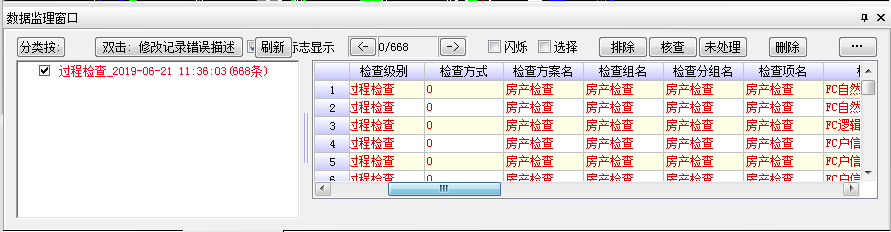 数据监理窗口
分类按: 双击: 修改记录错误描述 刷新 标志显示 <-- 0/668 --> 闪烁 选择 排除 核查 未处理 删除 ...
过程检查_2019-06-21 11:36:03(668条)
检查级别 检查方式 检查方案名 检查组名 检查分组名 检查项名
1 过程检查 0 房产检查 房产检查 房产检查 房产检查 FC自然
2 过程检查 0 房产检查 房产检查 房产检查 房产检查 FC自然
3 过程检查 0 房产检查 房产检查 房产检查 房产检查 FC逻辑
4 过程检查 0 房产检查 房产检查 房产检查 房产检查 FC户信
5 过程检查 0 房产检查 房产检查 房产检查 房产检查 FC户信
6 过程检查 0 房产检查 房产检查 房产检查 房产检查 FC户信